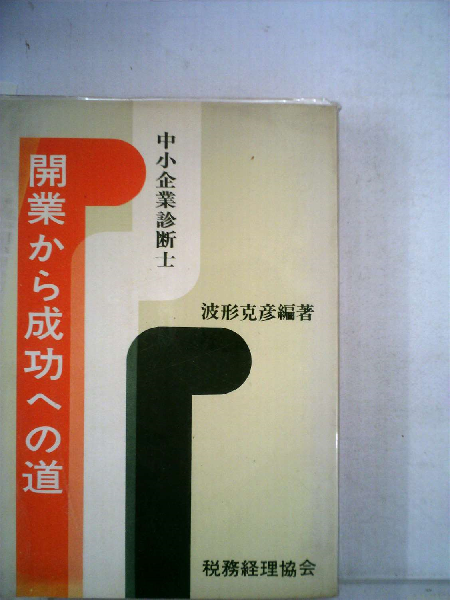 中小企業診断士
開業から成功への道
波形克彦編著
税務経理協会